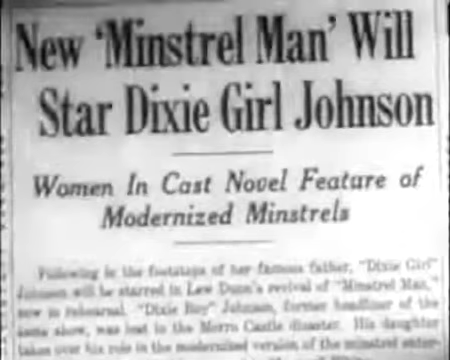 New 'Minstrel Man' Will
Star Dixie Girl Johnson
Women In Cast Novel Feature of
Modernized Minstrels
Following in the footsteps of her famous father, "Dixie Girl"
Johnson will be starred in Lew Dunn's revival of "Minstrel Man,"
now in rehearsal. "Dixie Boy" Johnson, former headliner of the
same show, was lost in the Morro Castle disaster. His daughter
takes over his role in the modernized version of the minstrel